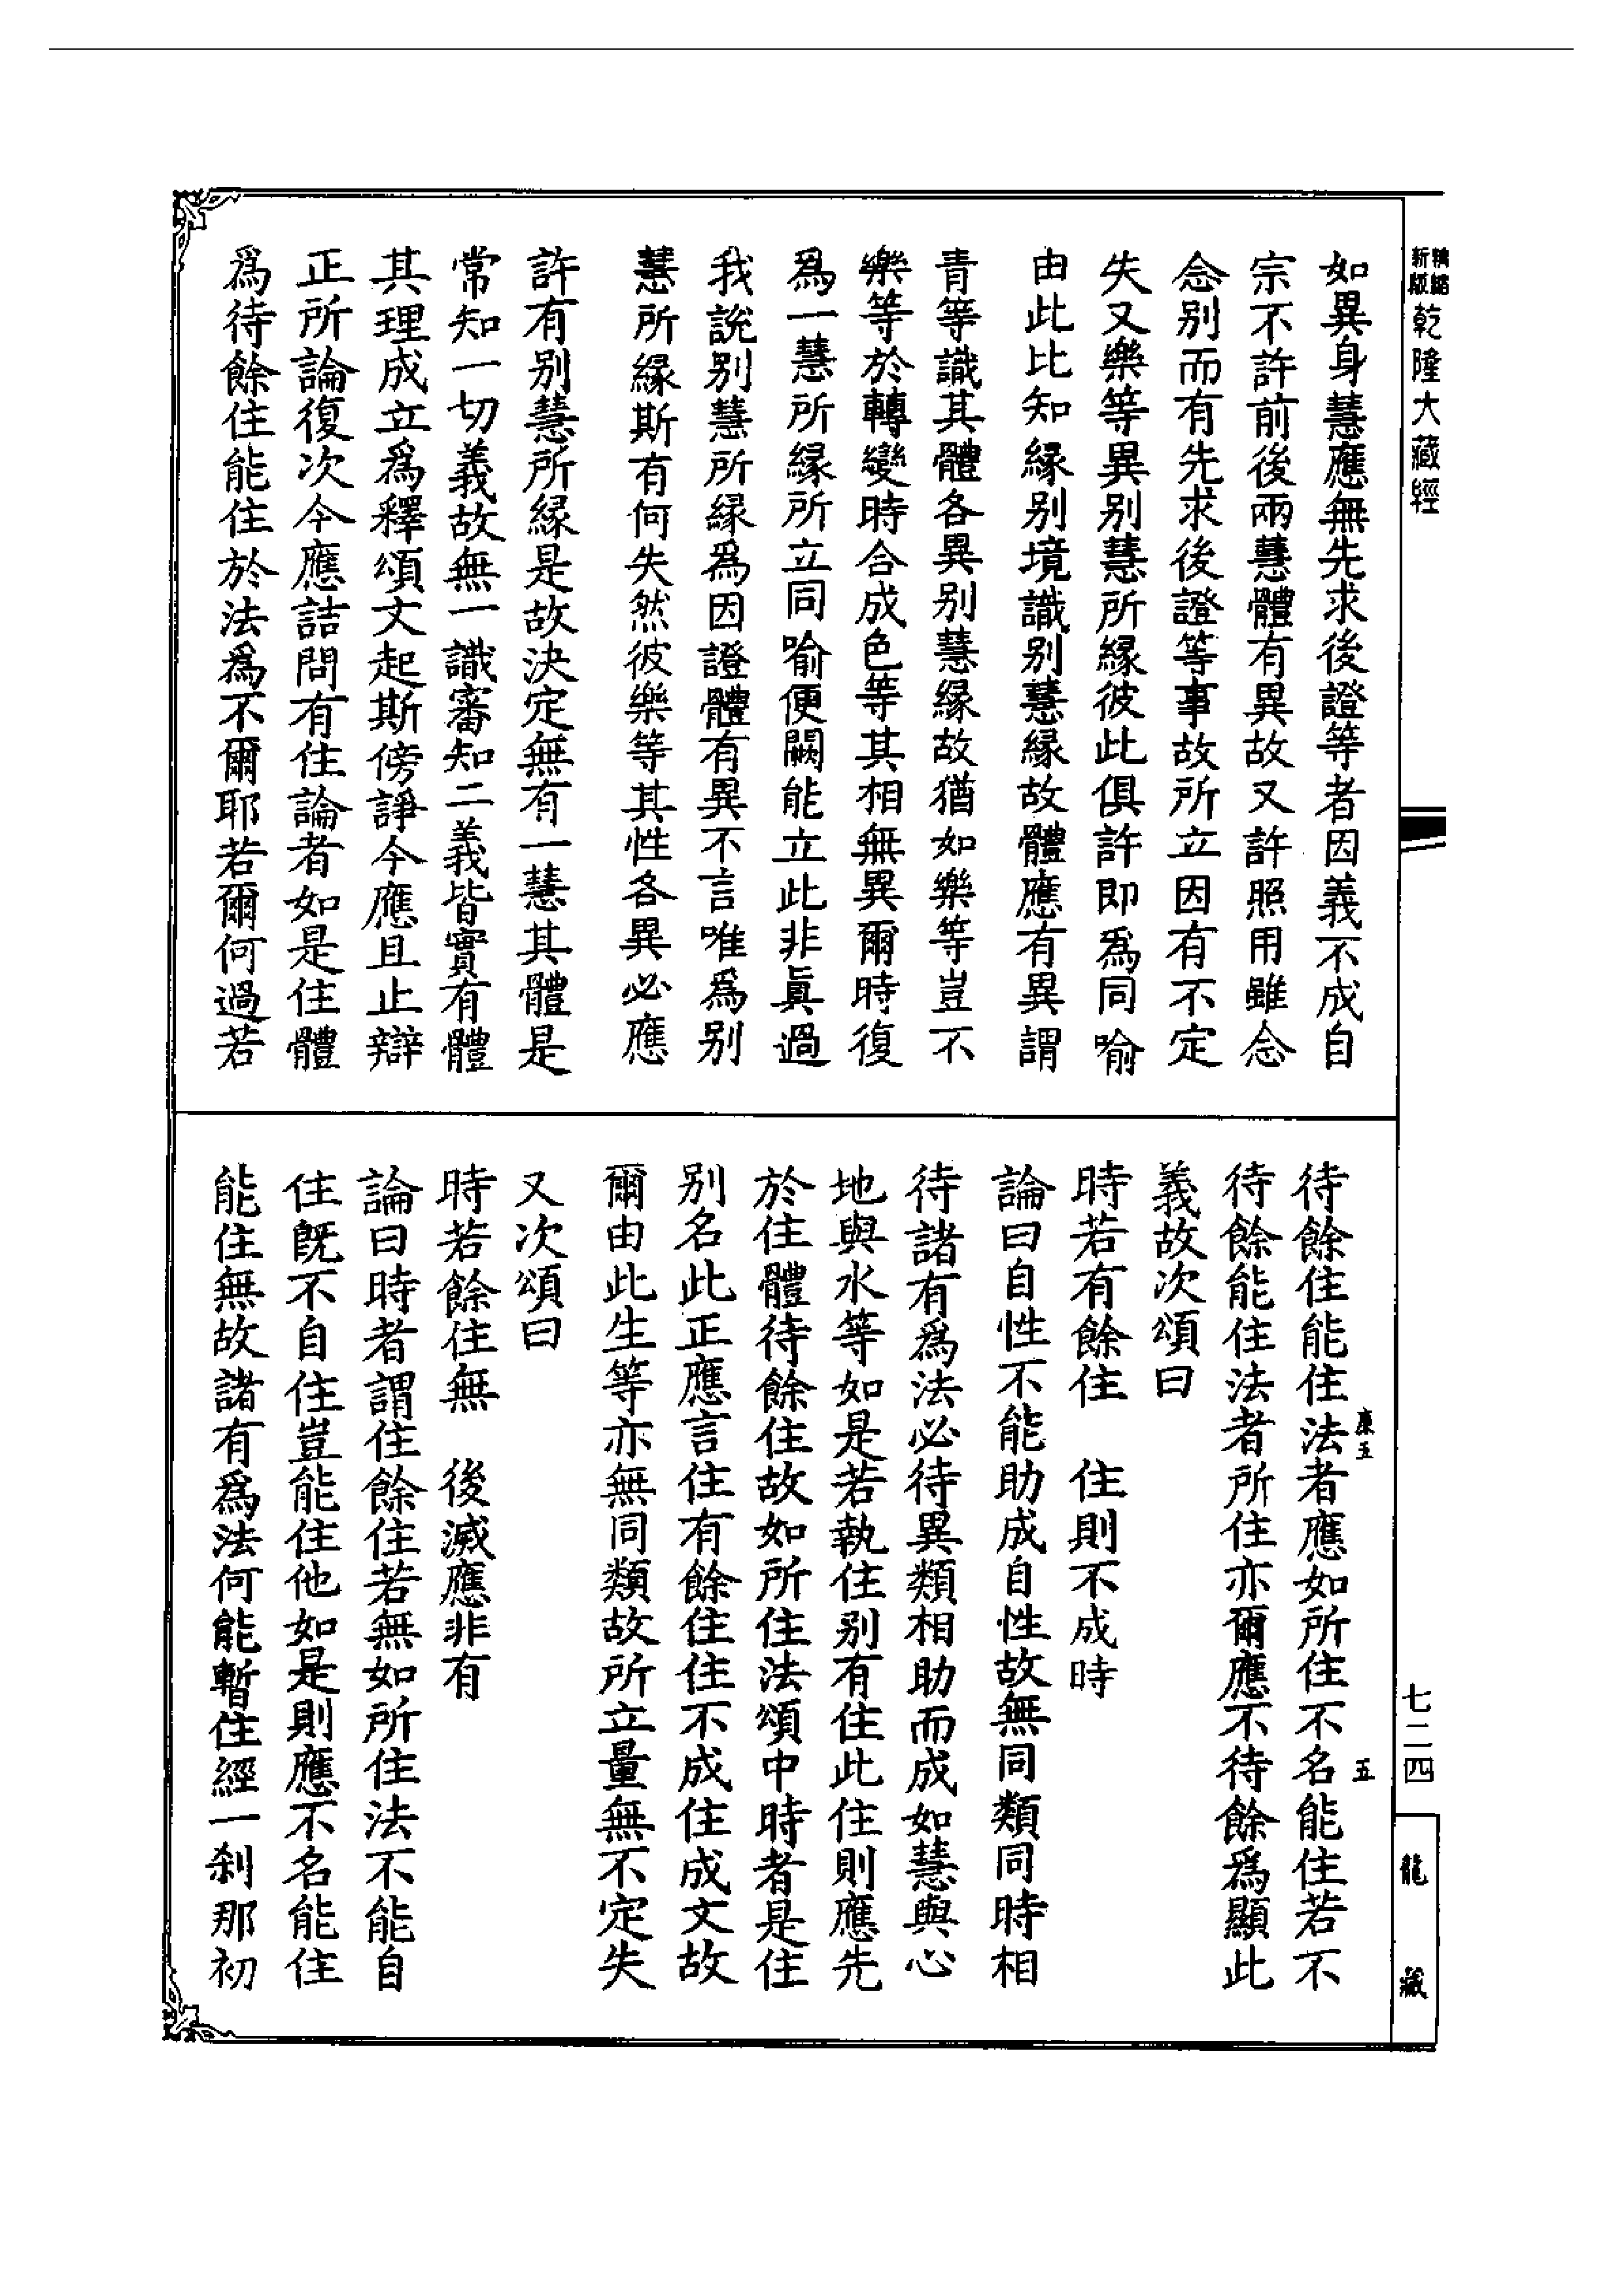 精縮新版乾隆大藏經
如異身慧應無先求後證等者因義不成自
宗不許前後兩慧體有異故又許照用雖念
念別而有先求後證等事故所立因有不定
失又樂等異別慧所緣彼此俱許即爲同喻
由此比知緣別境識別慧緣故體應有異謂
青等識其體各異別慧緣故猶如樂等豈不
樂等於轉變時合成色等其相無異爾時復
爲一慧所緣所立同喻便闕能立此非眞過
我說別慧所緣爲因證體有異不言唯爲別
慧所緣斯有何失然彼樂等其性各異必應
許有別慧所緣是故決定無有一慧其體是
常知一切義故無一識審知二義皆實有體
其理成立爲釋頌文起斯傍諍今應且止辯
正所論復次今應詰問有住論者如是住體
爲待餘住能住於法爲不爾耶若爾何過若
待餘住能住法者應如所住不名能住若不
待餘能住法者所住亦爾應不待餘爲顯此
義故次頌曰
時若有餘住　住則不成時
論曰自性不能助成自性故無同類同時相
待諸有爲法必待異類相助而成如慧與心
地與水等如是若執住別有住此住則應先
於住體待餘住故如所住法頌中時者是住
別名此正應言住有餘住住不成住成文故
爾由此生等亦無同類故所立量無不定失
又次頌曰
時若餘住無　後滅應非有
論曰時者謂住餘住若無如所住法不能自
住旣不自住豈能住他如是則應不名能住
能住無故諸有爲法何能暫住經一剎那初
康五
五
七二四
龍藏